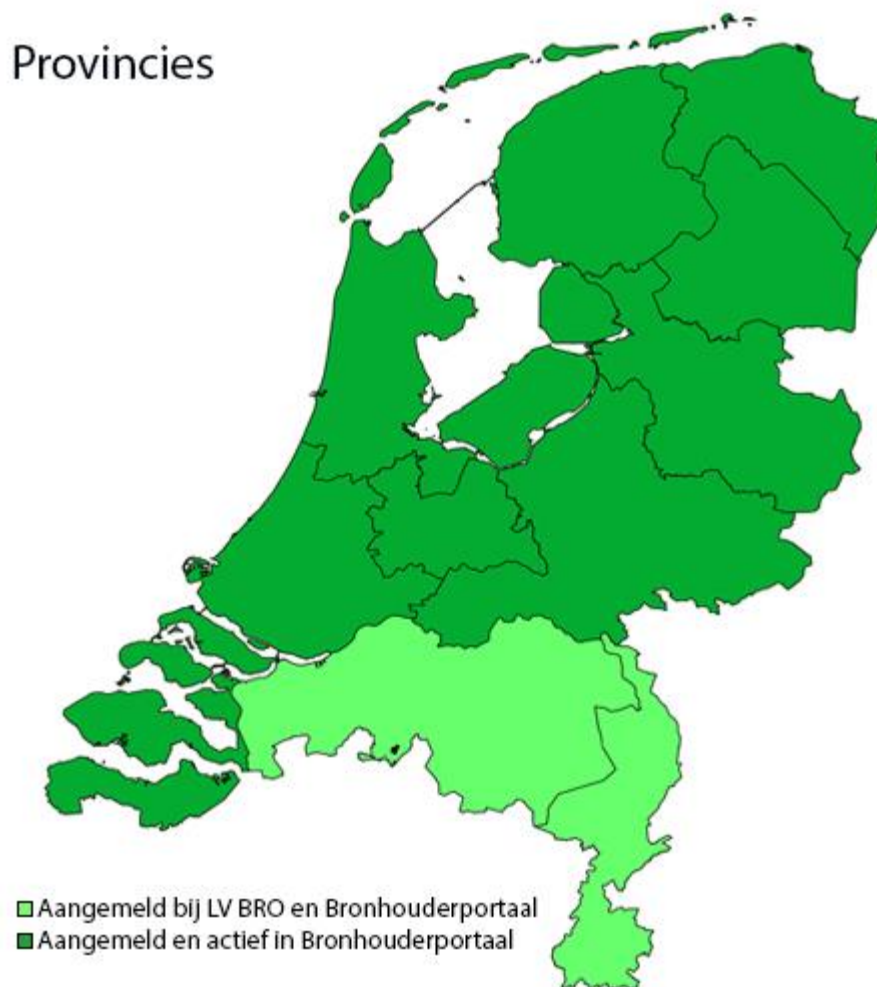 Provincies
Aangemeld bij LV BRO en Bronhouderportaal
Aangemeld en actief in Bronhouderportaal